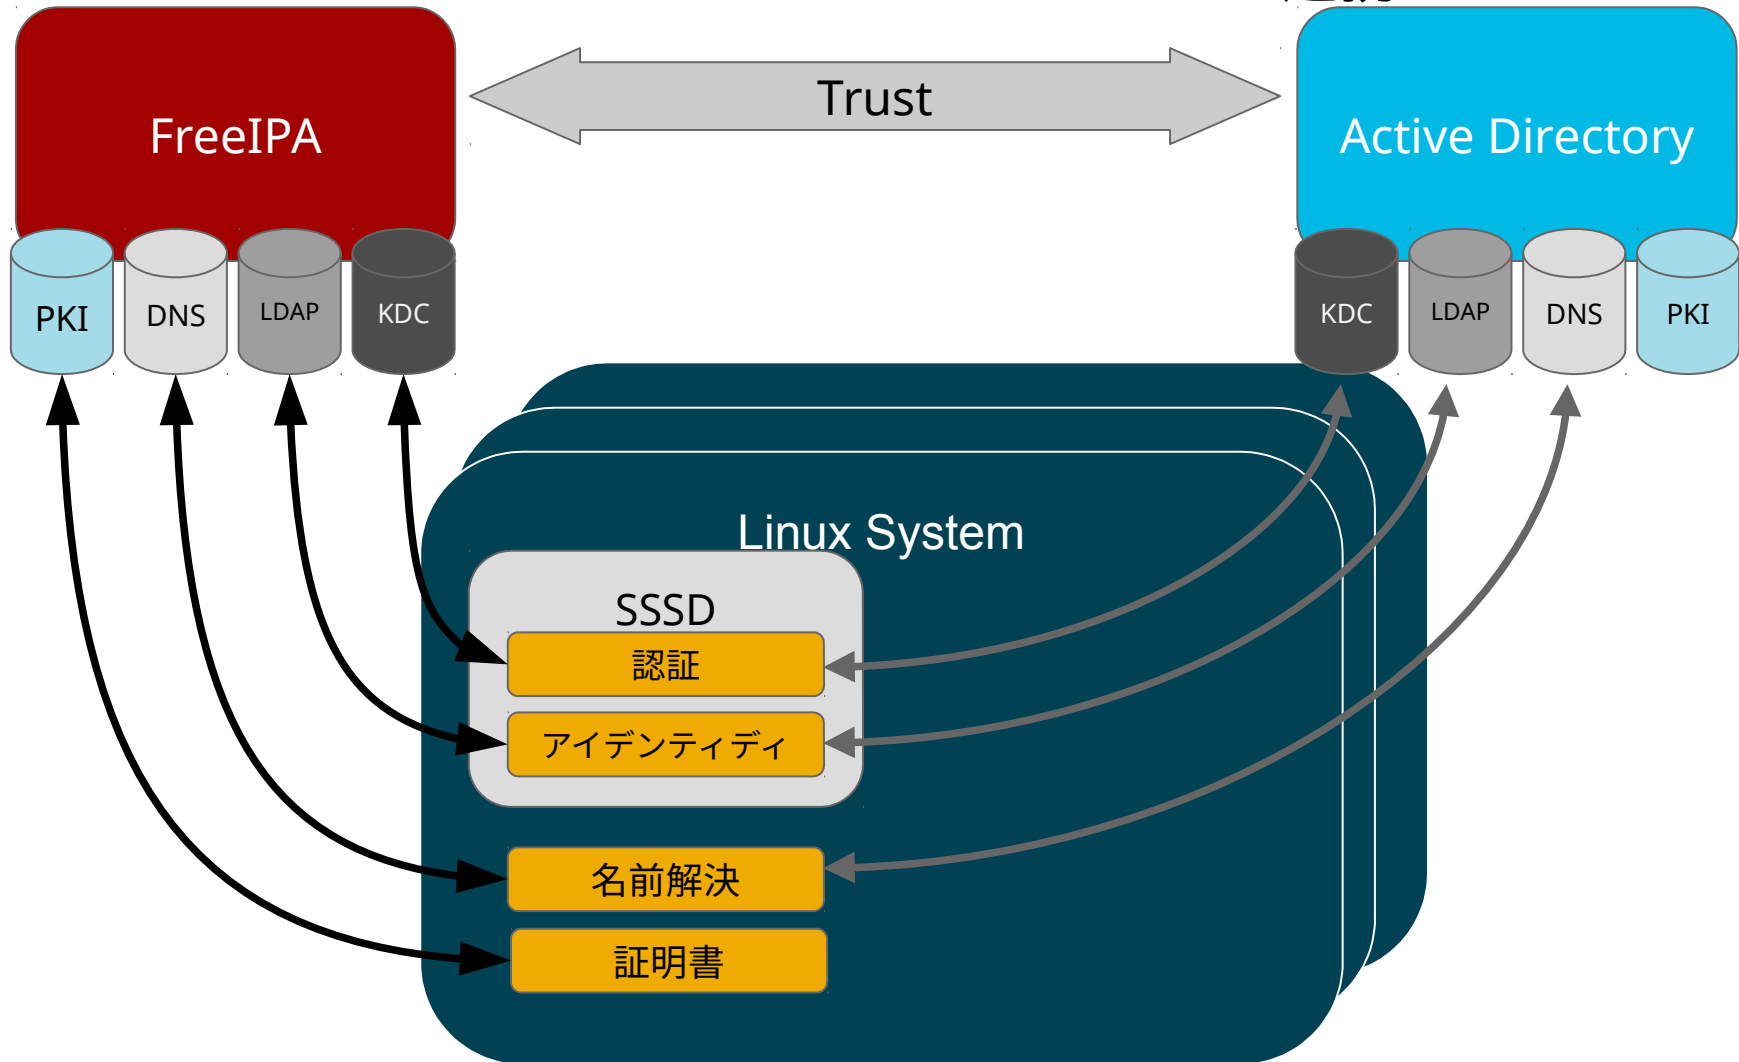 FreeIPA
Trust
Active Directory
PKI
DNS
LDAP
KDC
KDC
LDAP
DNS
PKI
Linux System
SSSD
認証
アイデンティディ
名前解決
証明書